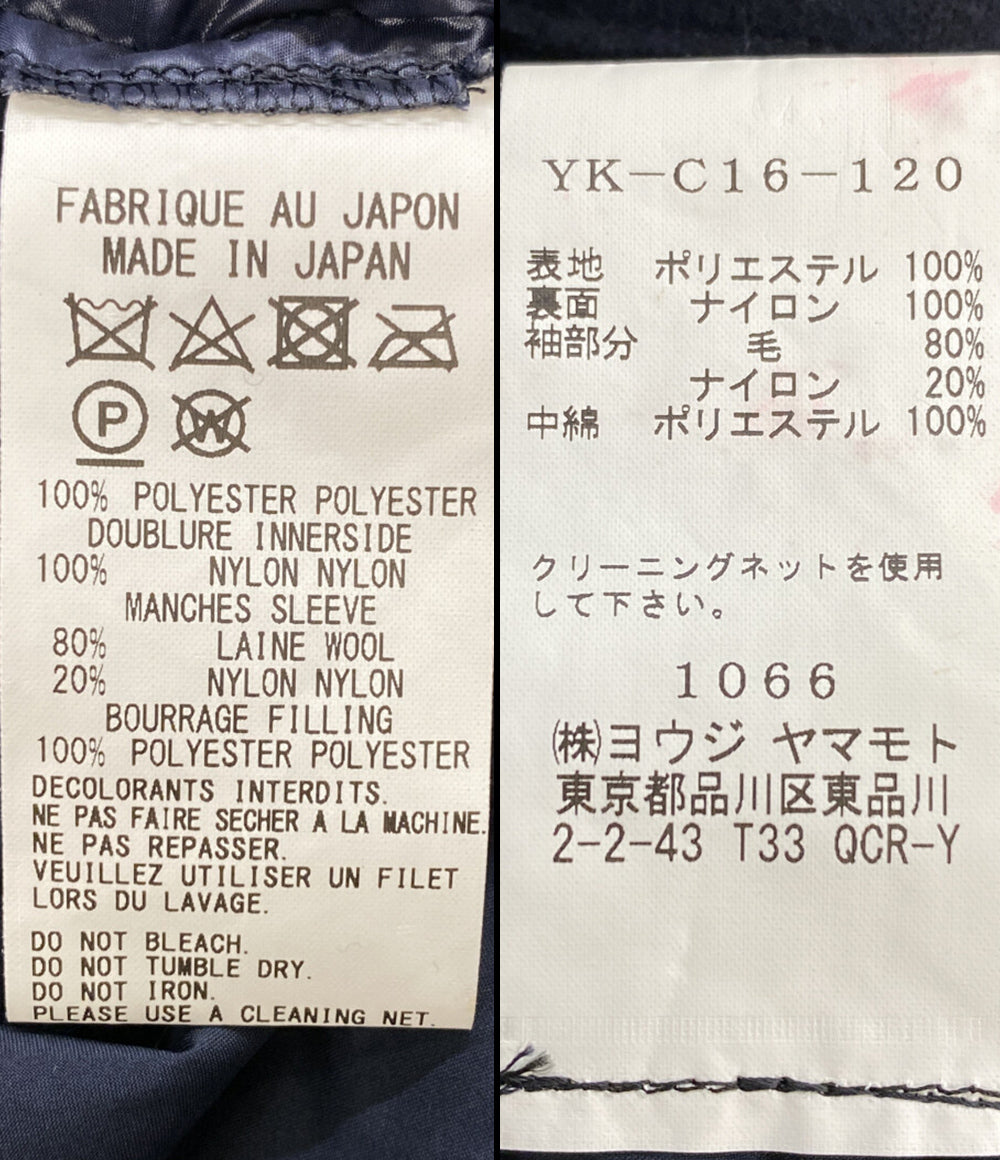 FABRIQUE AU JAPON
MADE IN JAPAN
P W
100% POLYESTER POLYESTER
DOUBLURE INNERSIDE
100% NYLON NYLON
MANCHES SLEEVE
80% LAINE WOOL
20% NYLON NYLON
BOURRAGE FILLING
100% POLYESTER POLYESTER
DECOLORANTS INTERDITS.
NE PAS FAIRE SECHER A LA MACHINE.
NE PAS REPASSER.
VEUILLEZ UTILISER UN FILET
LORS DU LAVAGE.
DO NOT BLEACH.
DO NOT TUMBLE DRY.
DO NOT IRON.
PLEASE USE A CLEANING NET.
YK-C16-120
表地 ポリエステル 100%
裏面 ナイロン 100%
袖部分 毛 80%
ナイロン 20%
中綿 ポリエステル 100%
クリーニングネットを使用
して下さい。
1066
㈱ヨウジ ヤマモト
東京都品川区東品川
2-2-43 T33 QCR-Y